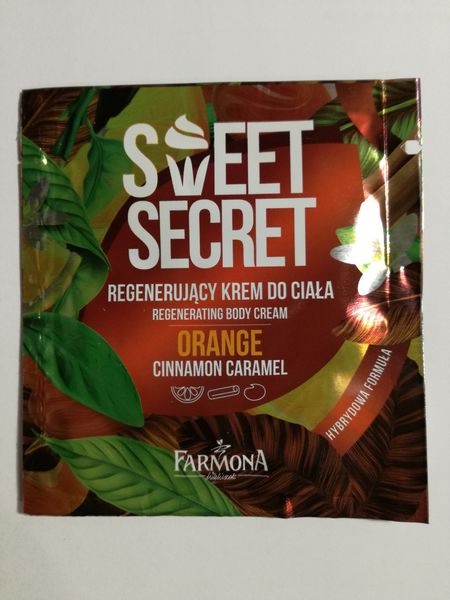 SWEET
SECRET
REGENERUJĄCY KREM DO CIAŁA
REGENERATING BODY CREAM
ORANGE
CINNAMON CARAMEL
HYBRYDOWA FORMUŁA
FARMONA